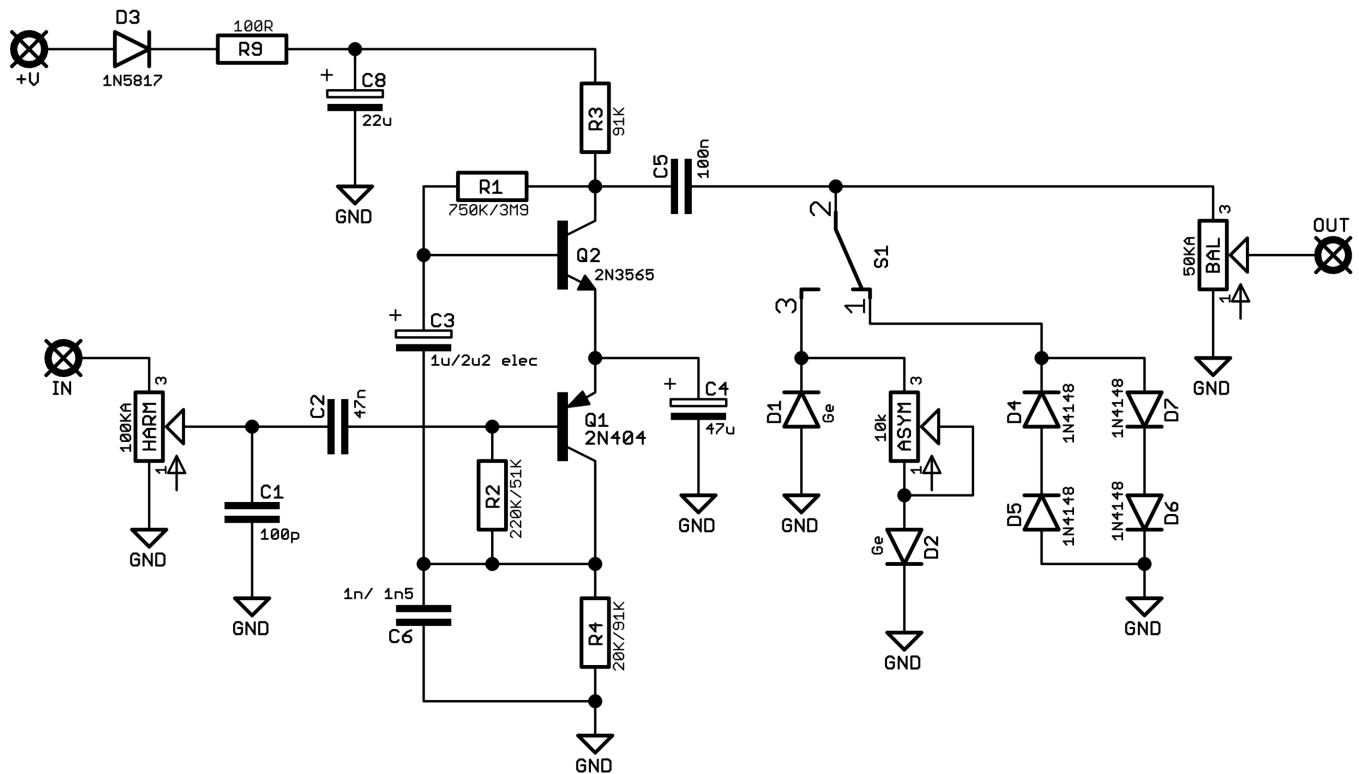 D3
+V
1N5817
100R
R9
+
C8
22u
GND
R3
91K
R1
750K/3M9
C5
100n
Q2
2N3565
+
C3
1u/2u2 elec
IN
3
100KA
HARM
1
GND
C1
100p
GND
C2
47n
Q1
2N404
R2
220K/51K
+
C4
47u
GND
1n/ 1n5
C6
R4
20K/91K
GND
2
S1
3
1
D1
Ge
GND
3
10k
ASYM
1
Ge
D2
GND
D4
1N4148
1N4148
D7
D5
1N4148
1N4148
D6
GND
3
50KA
BAL
1
GND
OUT